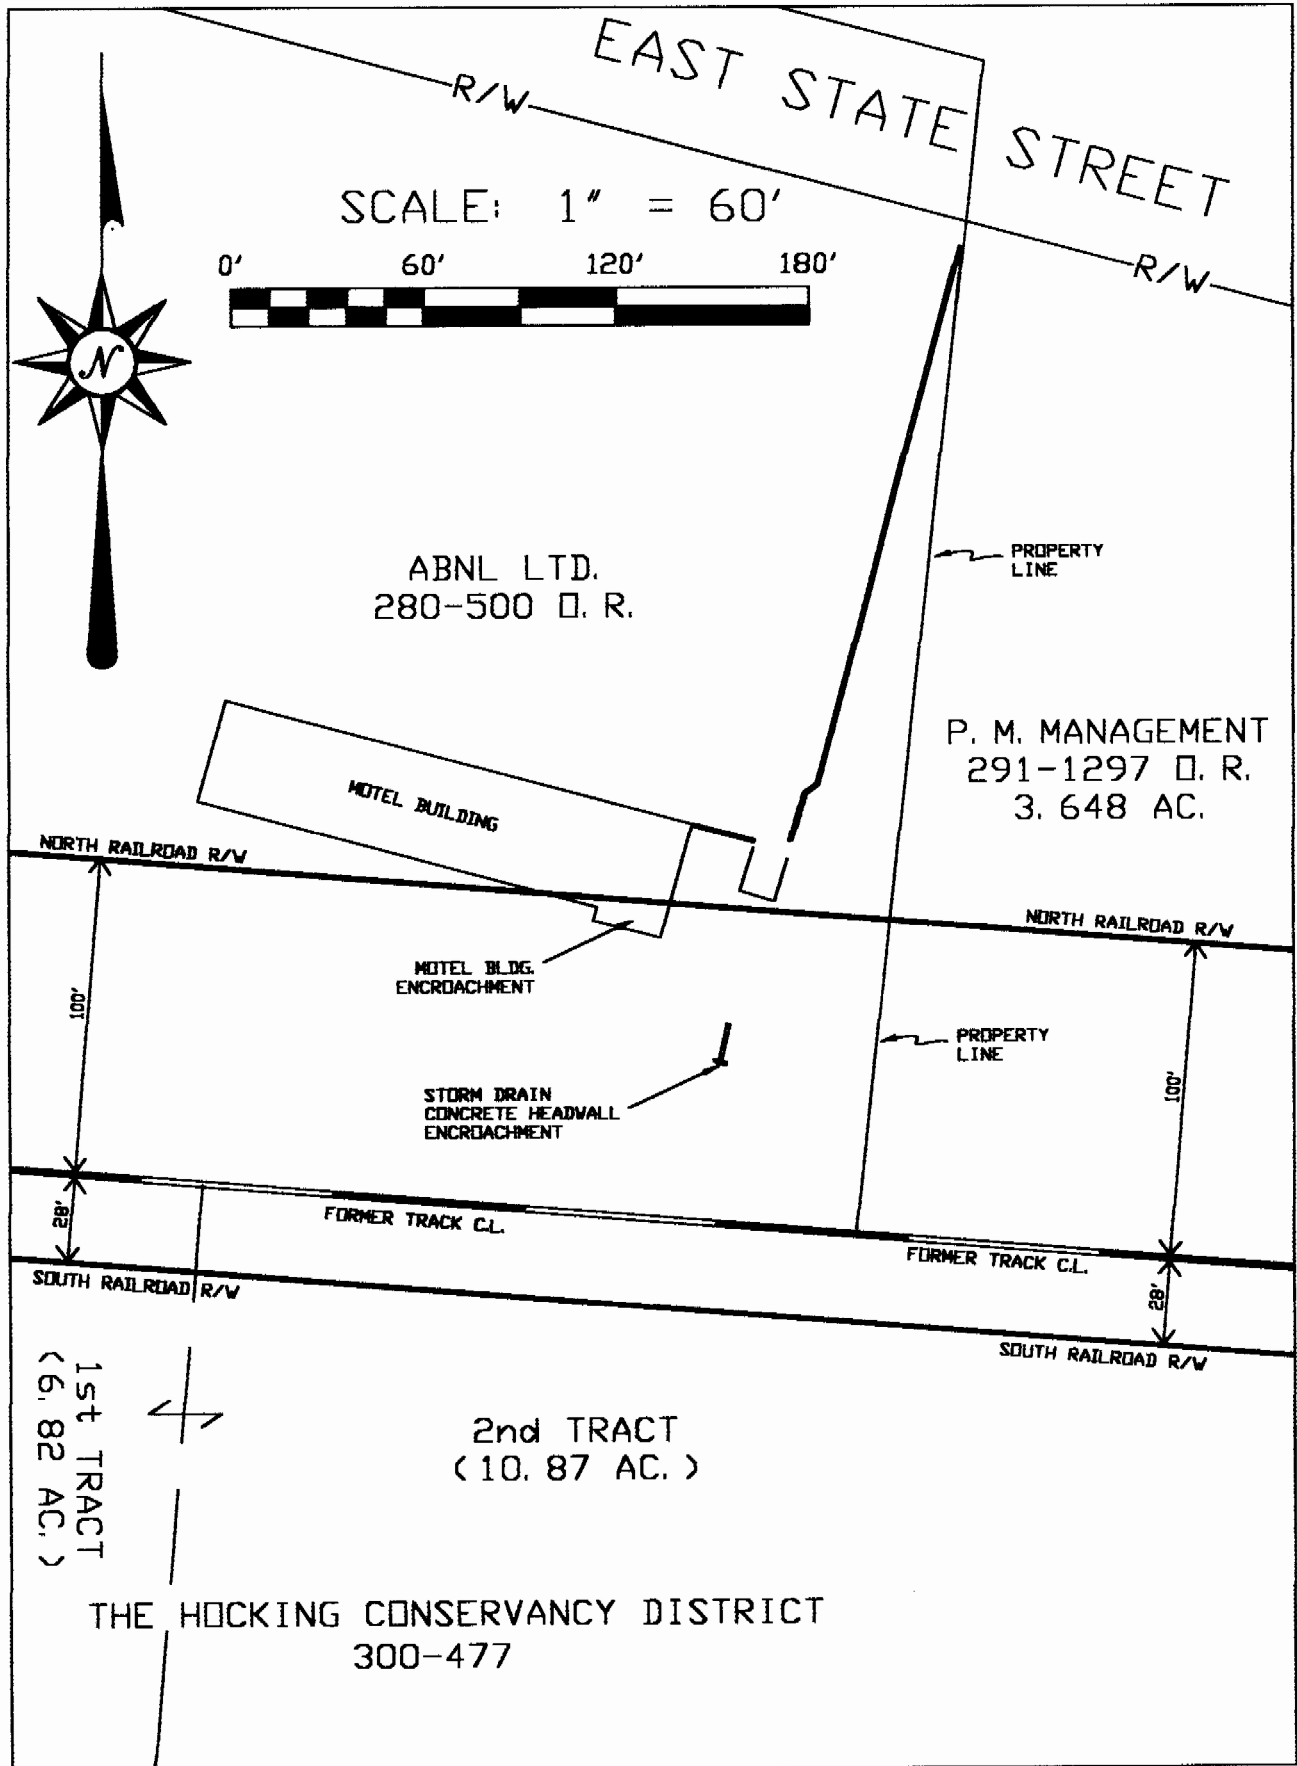 EAST STATE STREET
R/W
SCALE: 1" = 60'
0' 60' 120' 180'
R/W
N
ABNL LTD.
280-500 O. R.
PROPERTY
LINE
P. M. MANAGEMENT
291-1297 O. R.
3. 648 AC.
MOTEL BUILDING
NORTH RAILROAD R/W
NORTH RAILROAD R/W
MOTEL BLDG.
ENCROACHMENT
100'
PROPERTY
LINE
100'
STORM DRAIN
CONCRETE HEADWALL
ENCROACHMENT
28'
FORMER TRACK C.L.
FORMER TRACK C.L.
SOUTH RAILROAD R/W
28'
SOUTH RAILROAD R/W
1st TRACT
(6. 82 AC.)
2nd TRACT
(10. 87 AC.)
THE HOCKING CONSERVANCY DISTRICT
300-477